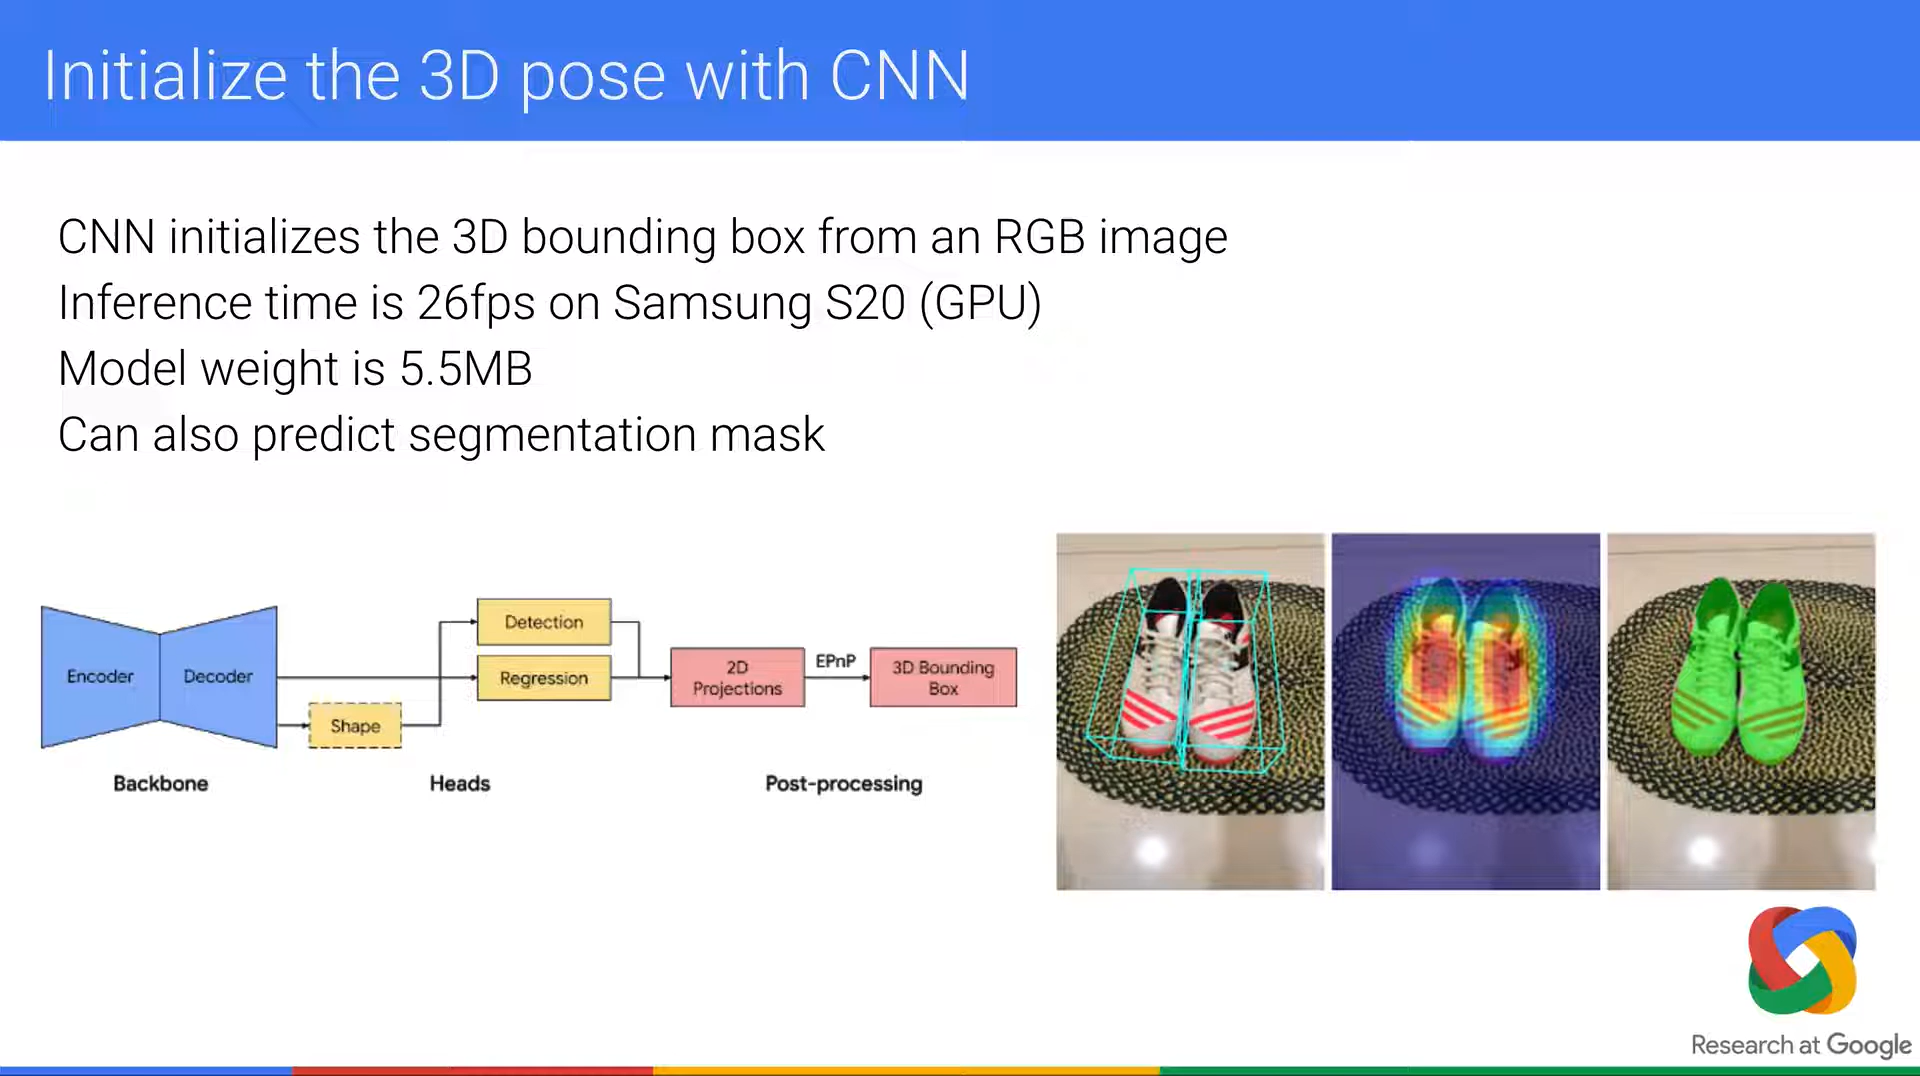 Initialize the 3D pose with CNN
CNN initializes the 3D bounding box from an RGB image
Inference time is 26fps on Samsung S20 (GPU)
Model weight is 5.5MB
Can also predict segmentation mask
Encoder
Decoder
Shape
Detection
Regression
2D
Projections
EPnP
3D Bounding
Box
Backbone
Heads
Post-processing
Research at Google